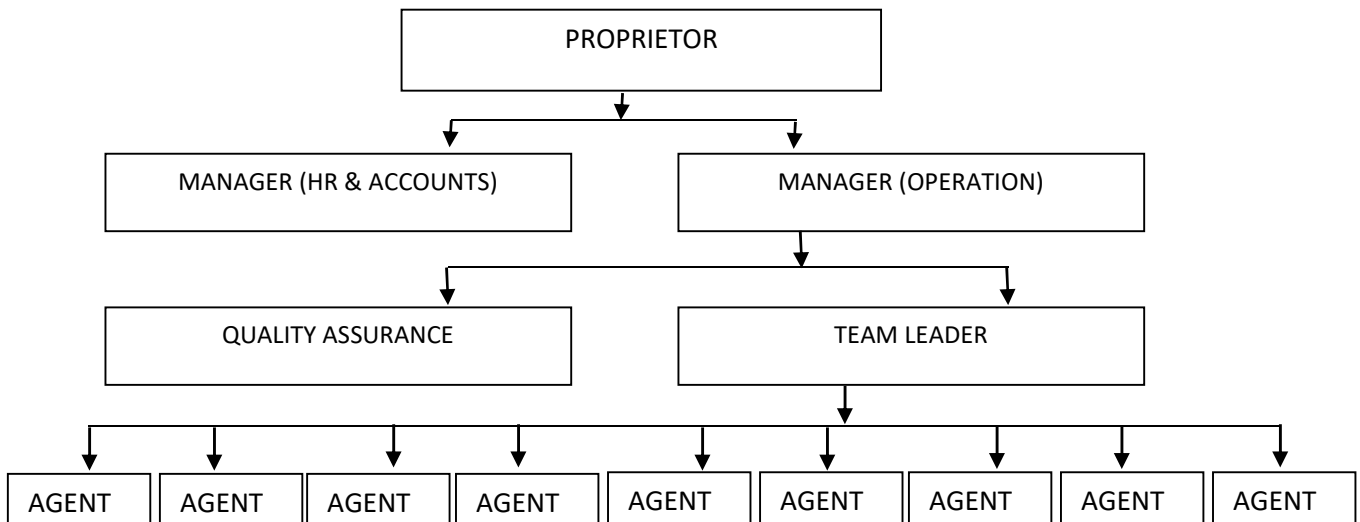 PROPRIETOR
MANAGER (HR & ACCOUNTS) MANAGER (OPERATION)
QUALITY ASSURANCE TEAM LEADER
AGENT AGENT AGENT AGENT AGENT AGENT AGENT AGENT AGENT